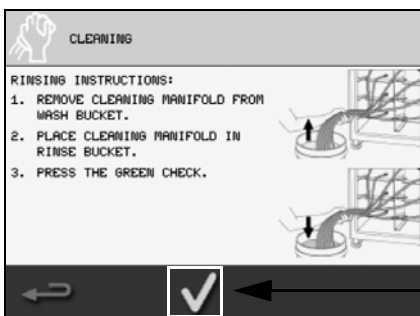 CLEANING
RINSING INSTRUCTIONS:
1. REMOVE CLEANING MANIFOLD FROM
WASH BUCKET.
2. PLACE CLEANING MANIFOLD IN
RINSE BUCKET.
3. PRESS THE GREEN CHECK.